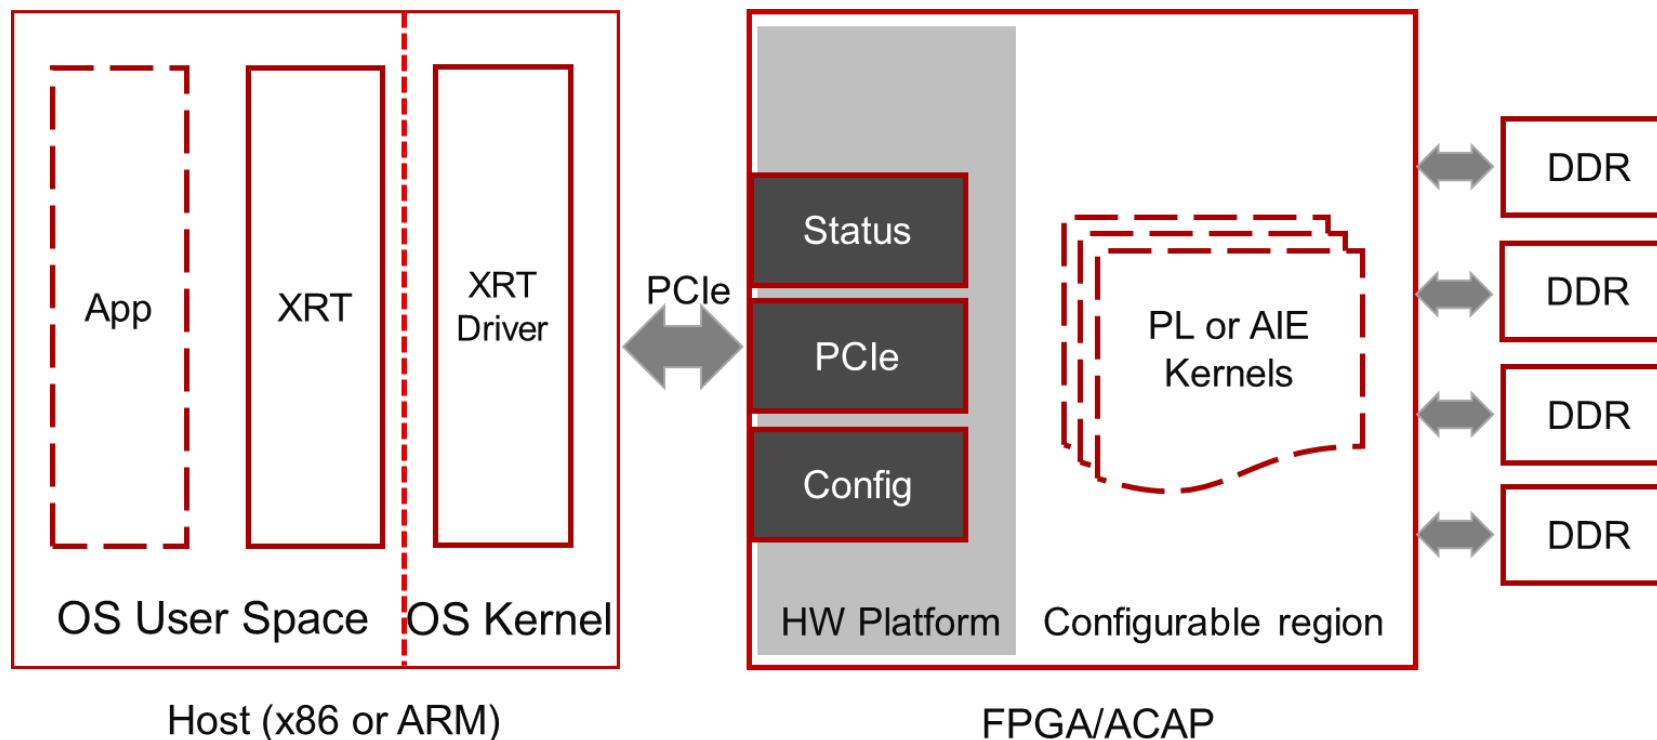 App
XRT
XRT
Driver
OS User Space
OS Kernel
Host (x86 or ARM)
PCIe
Status
PCIe
Config
HW Platform
PL or AIE
Kernels
Configurable region
FPGA/ACAP
DDR
DDR
DDR
DDR